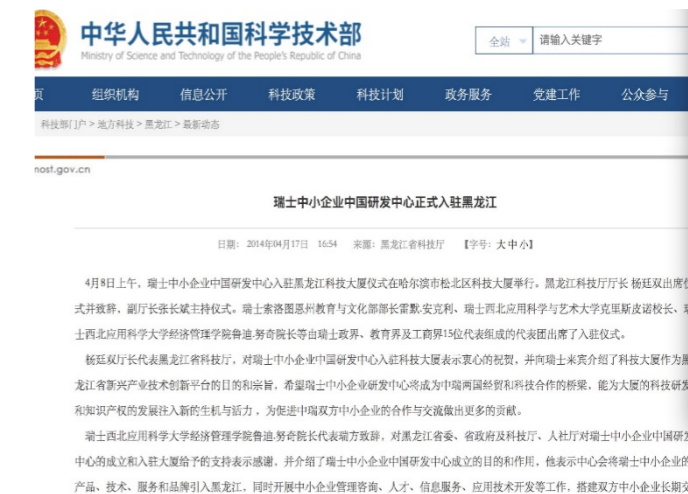 中华人民共和国科学技术部
Ministry of Science and Technology of the People's Republic of China
全站 请输入关键字
页 组织机构 信息公开 科技政策 科技计划 政务服务 党建工作 公众参与
科技部门户 > 地方科技 > 黑龙江 > 最新动态
most.gov.cn
瑞士中小企业中国研发中心正式入驻黑龙江
日期: 2014年04月17日 16:54 来源: 黑龙江省科技厅 【字号: 大 中 小】
4月8日上午，瑞士中小企业中国研发中心入驻黑龙江科技大厦仪式在哈尔滨市松北区科技大厦举行。黑龙江科技厅厅长 杨廷双出席仪
式并致辞，副厅长张长斌主持仪式。瑞士索洛图恩州教育与文化部部长雷默.安克利、瑞士西北应用科学与艺术大学克里斯皮诺校长、瑞
士西北应用科学大学经济管理学院鲁迪.努奇院长等由瑞士政界、教育界及工商界15位代表组成的代表团出席了入驻仪式。
杨廷双厅长代表黑龙江省科技厅，对瑞士中小企业中国研发中心入驻科技大厦表示衷心的祝贺，并向瑞士来宾介绍了科技大厦作为黑
龙江省新兴产业技术创新平台的目的和宗旨，希望瑞士中小企业研发中心将成为中瑞两国经贸和科技合作的桥梁，能为大厦的科技研发
和知识产权的发展注入新的生机与活力，为促进中瑞双方中小企业的合作与交流做出更多的贡献。
瑞士西北应用科学大学经济管理学院鲁迪.努奇院长代表瑞方致辞，对黑龙江省委、省政府及科技厅、人社厅对瑞士中小企业中国研发
中心的成立和入驻大厦给予的支持表示感谢，并介绍了瑞士中小企业中国研发中心成立的目的和作用，他表示中心会将瑞士中小企业的
产品、技术、服务和品牌引入黑龙江，同时开展中小企业管理咨询、人才、信息服务、应用技术开发等工作，搭建双方中小企业长期交